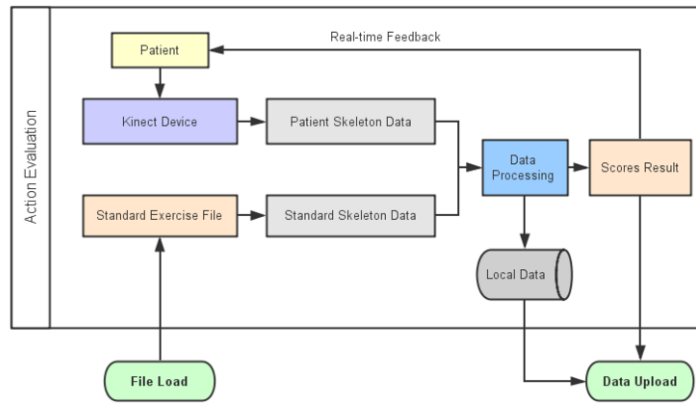 Action Evaluation
Real-time Feedback
Patient
Kinect Device
Patient Skeleton Data
Data
Processing
Scores Result
Standard Exercise File
Standard Skeleton Data
Local Data
File Load
Data Upload